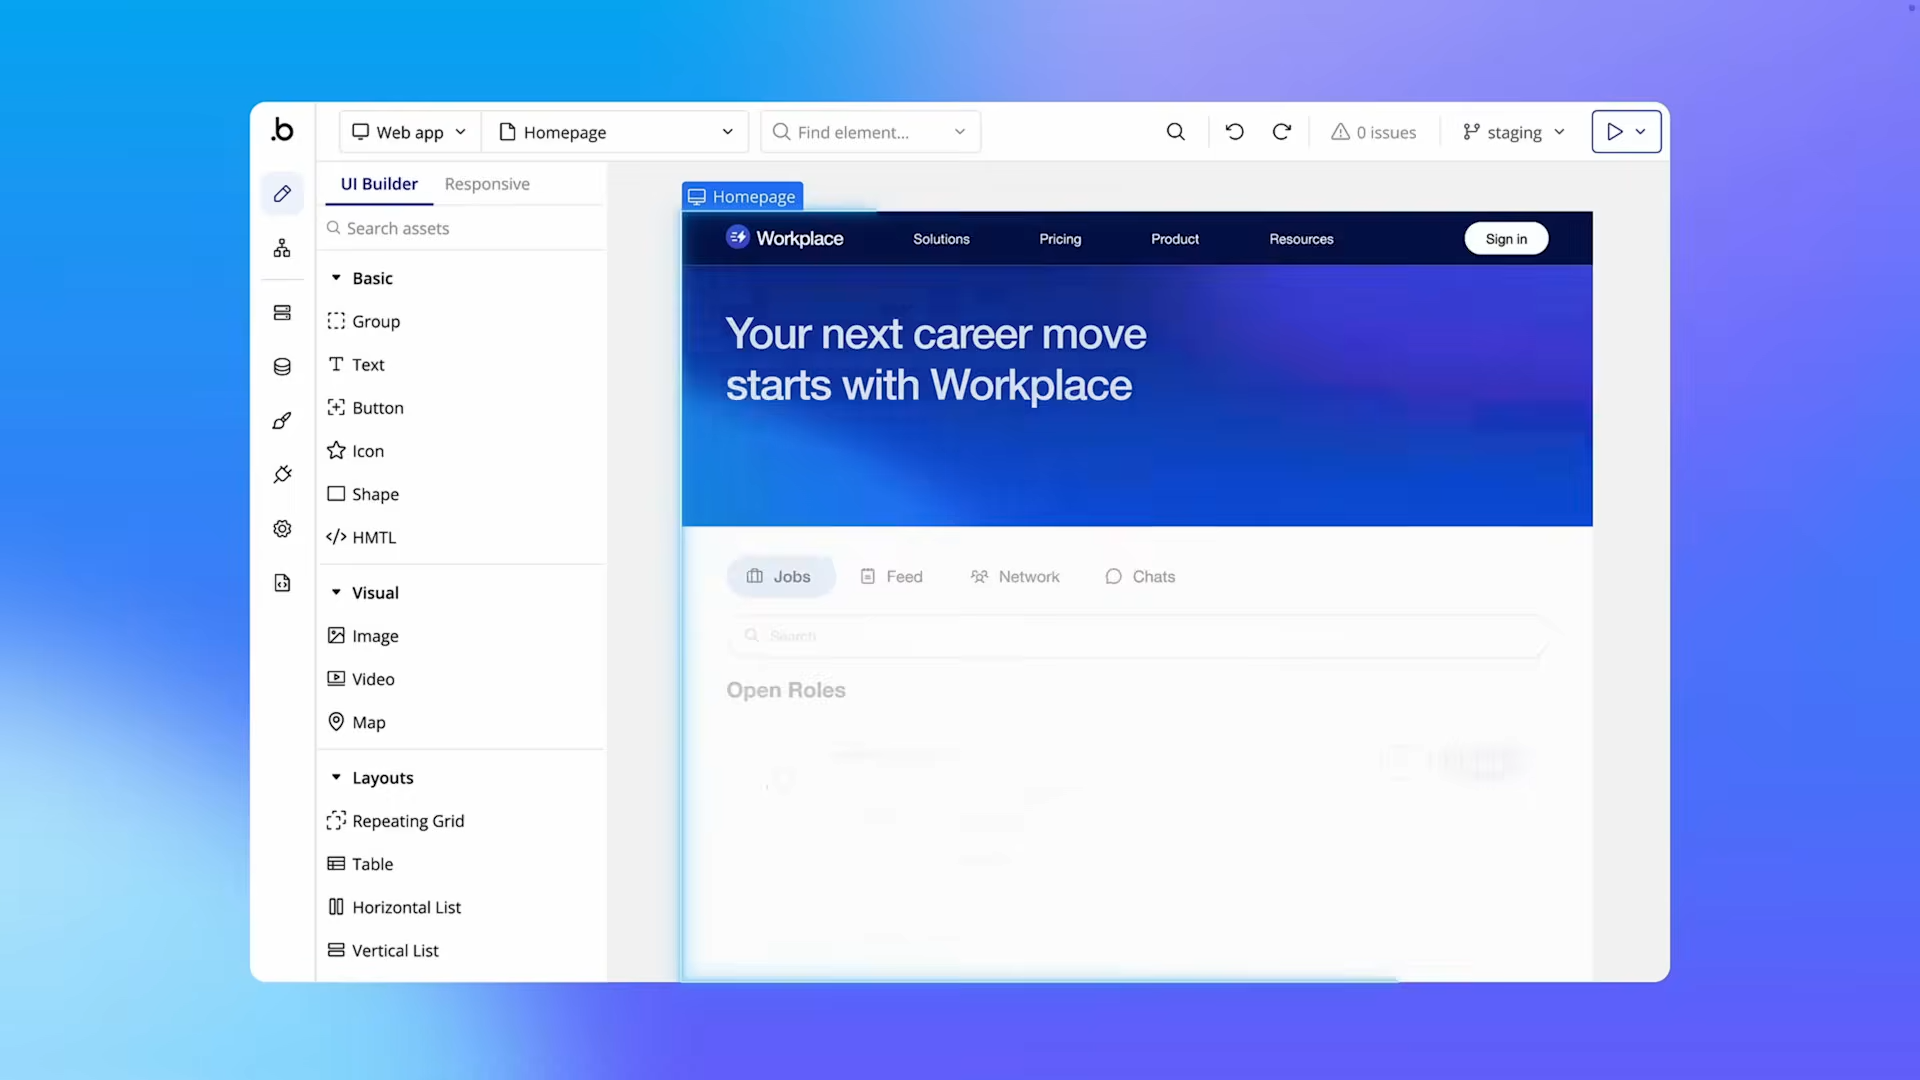 .b
Web app
Homepage
Find element...
0 issues
staging
UI Builder
Responsive
Search assets
Basic
Group
Text
Button
Icon
Shape
</> HMTL
Visual
Image
Video
Map
Layouts
Repeating Grid
Table
Horizontal List
Vertical List
Homepage
Workplace
Solutions
Pricing
Product
Resources
Sign in
Your next career move
starts with Workplace
Jobs
Feed
Network
Chats
Search
Open Roles